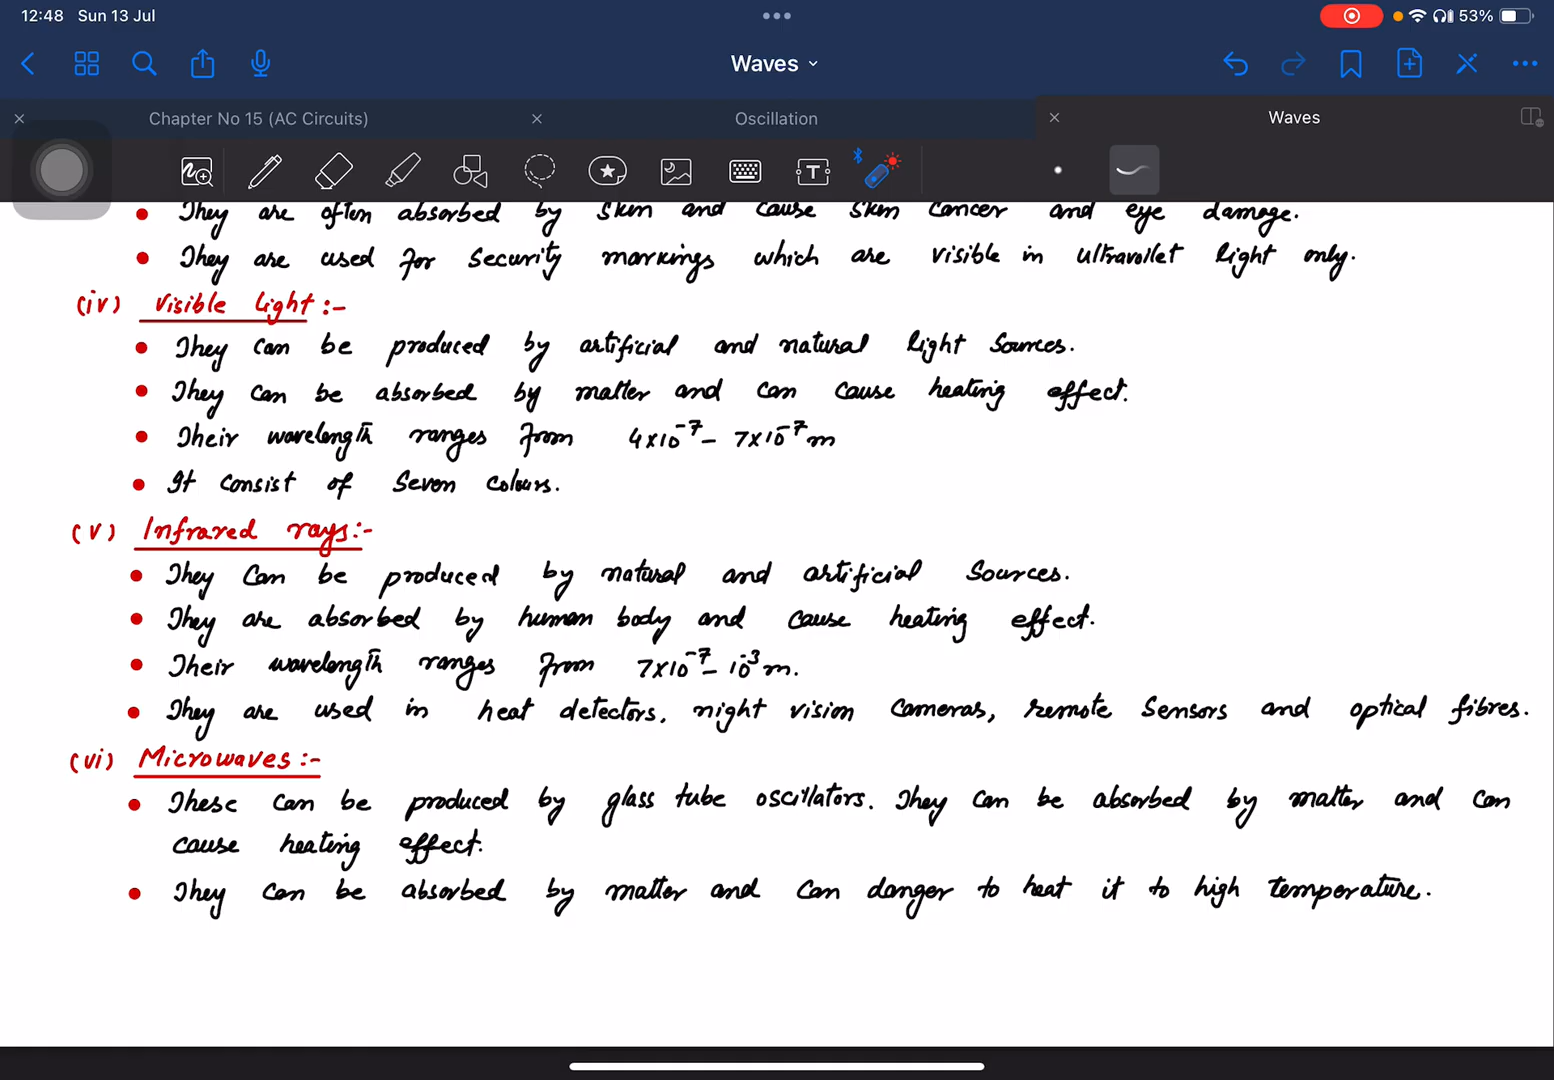 12:48 Sun 13 Jul
53%
Waves
Chapter No 15 (AC Circuits)
Oscillation
Waves
They are often absorbed by skin and cause skin cancer and eye damage.
They are used for security markings which are visible in ultraviolet light only.
(iv) Visible light :-
They can be produced by artificial and natural light sources.
They can be absorbed by matter and can cause heating effect.
Their wavelength ranges from 4×10⁻⁷ – 7×10⁻⁷ m
It consist of seven colours.
(v) Infrared rays:-
They can be produced by natural and artificial sources.
They are absorbed by human body and cause heating effect.
Their wavelength ranges from 7×10⁻⁷ – 10⁻³ m.
They are used in heat detectors, night vision cameras, remote sensors and optical fibres.
(vi) Microwaves :-
These can be produced by glass tube oscillators. They can be absorbed by matter and can
cause heating effect.
They can be absorbed by matter and can danger to heat it to high temperature.